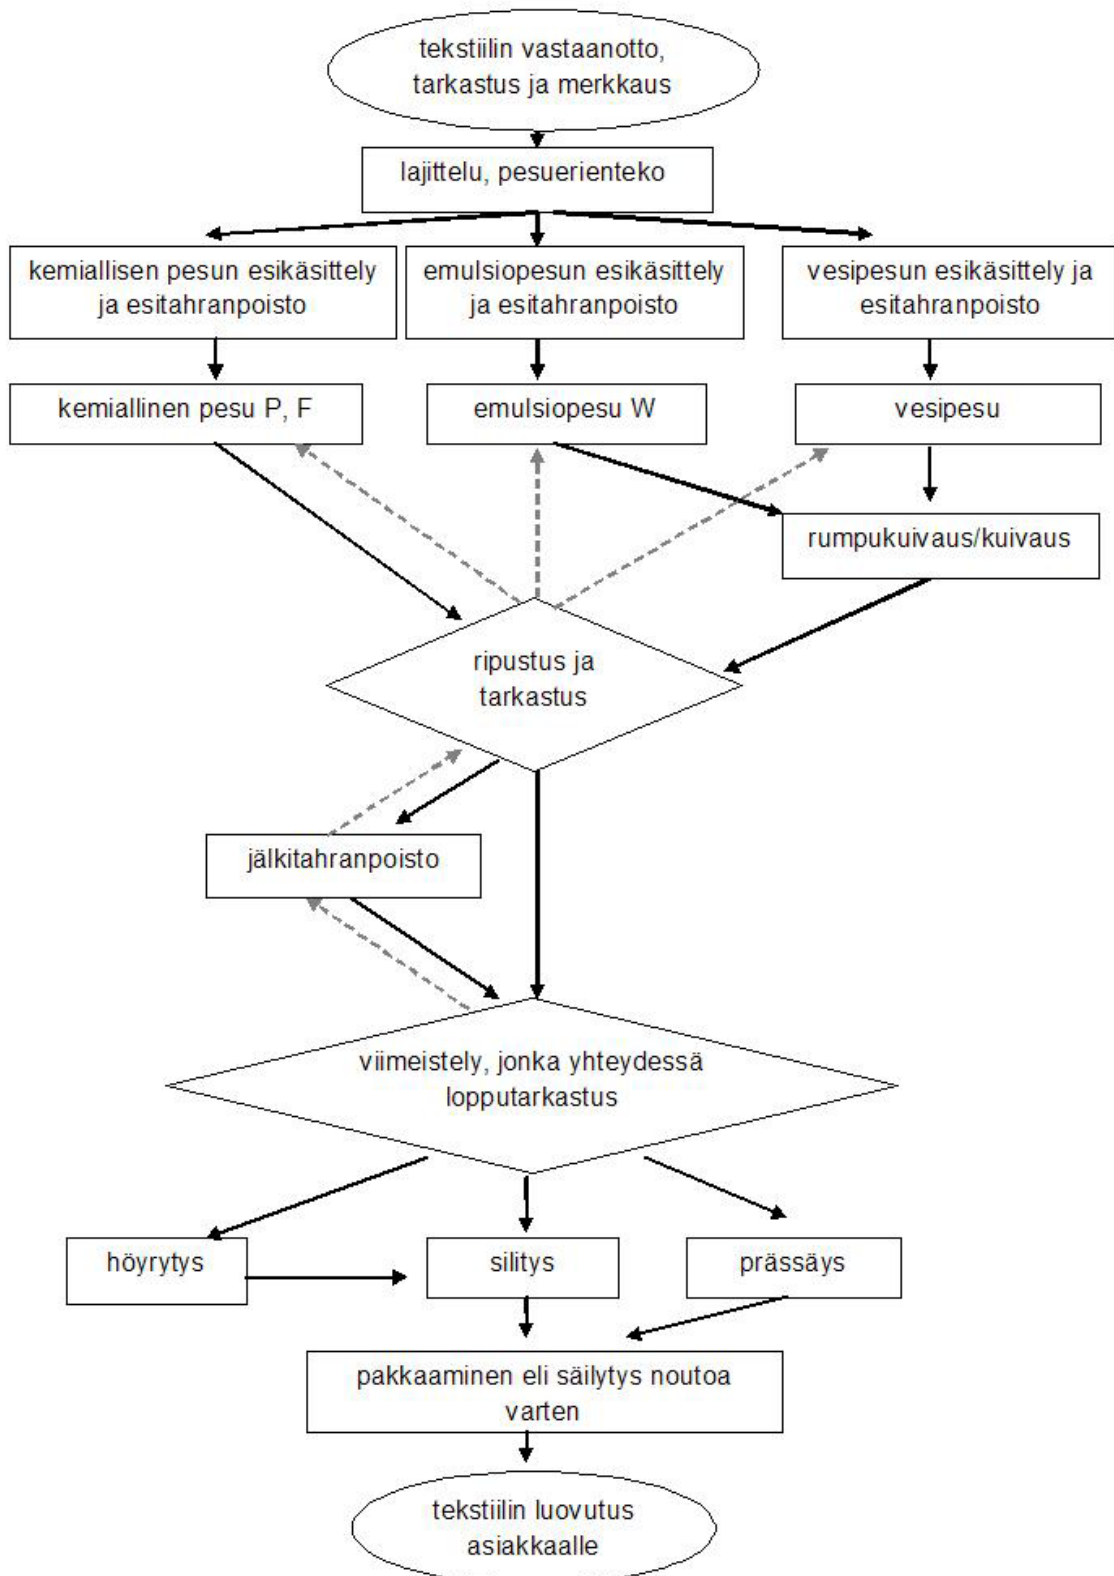 tekstiilin vastaanotto,
tarkastus ja merkkaus
lajittelu, pesuerienteko
kemiallisen pesun esikäsittely
ja esitahranpoisto
emulsiopesun esikäsittely
ja esitahranpoisto
vesipesun esikäsittely ja
esitahranpoisto
kemiallinen pesu P, F
emulsiopesu W
vesipesu
rumpukuivaus/kuivaus
ripustus ja
tarkastus
jälkitahranpoisto
viimeistely, jonka yhteydessä
lopputarkastus
höyrytys
silitys
prässäys
pakkaaminen eli säilytys noutoa
varten
tekstiilin luovutus
asiakkaalle